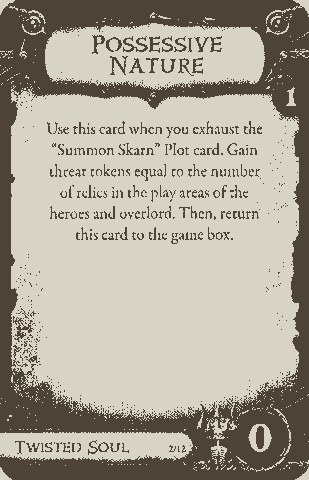 Possessive
Nature
1
Use this card when you exhaust the
“Summon Skarn” Plot card. Gain
threat tokens equal to the number
of relics in the play areas of the
heroes and overlord. Then, return
this card to the game box.
Twisted Soul 2/12 0